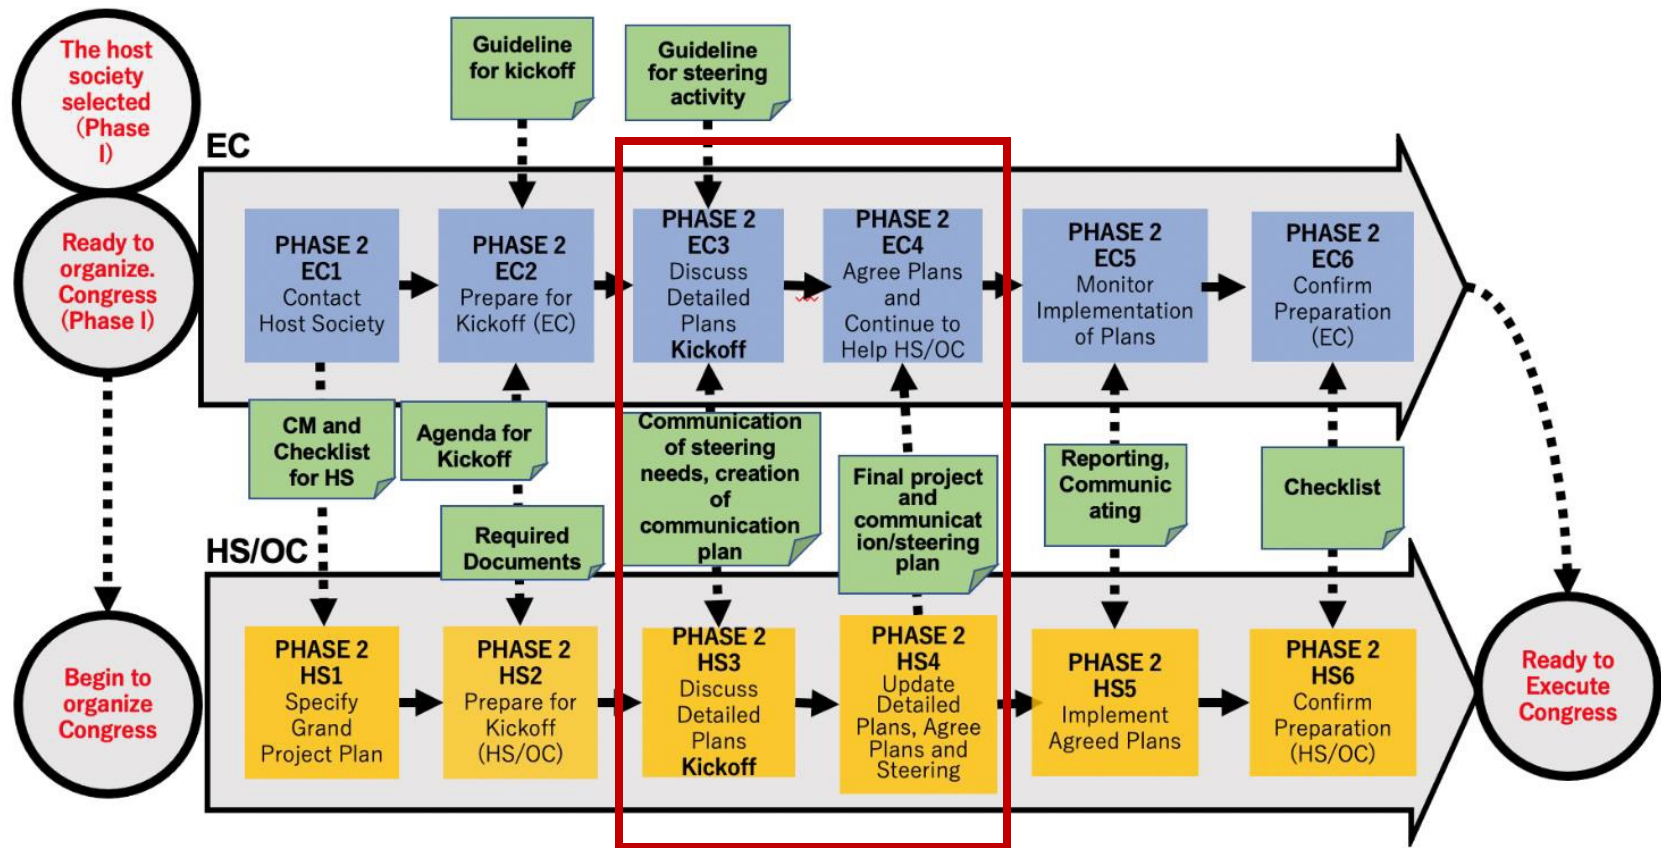 The host
society
selected
(Phase
I)
Guideline
for kickoff
Guideline
for steering
activity
EC
Ready to
organize.
Congress
(Phase I)
PHASE 2
EC1
Contact
Host Society
PHASE 2
EC2
Prepare for
Kickoff (EC)
PHASE 2
EC3
Discuss
Detailed
Plans
Kickoff
PHASE 2
EC4
Agree Plans
and
Continue to
Help HS/OC
PHASE 2
EC5
Monitor
Implementation
of Plans
PHASE 2
EC6
Confirm
Preparation
(EC)
CM and
Checklist
for HS
Agenda for
Kickoff
Required
Documents
Communication
of steering
needs, creation
of
communication
plan
Final project
and
communicat
ion/steering
plan
Reporting,
Communic
ating
Checklist
HS/OC
Begin to
organize
Congress
PHASE 2
HS1
Specify
Grand
Project Plan
PHASE 2
HS2
Prepare for
Kickoff
(HS/OC)
PHASE 2
HS3
Discuss
Detailed
Plans
Kickoff
PHASE 2
HS4
Update
Detailed
Plans, Agree
Plans and
Steering
PHASE 2
HS5
Implement
Agreed Plans
PHASE 2
HS6
Confirm
Preparation
(HS/OC)
Ready to
Execute
Congress